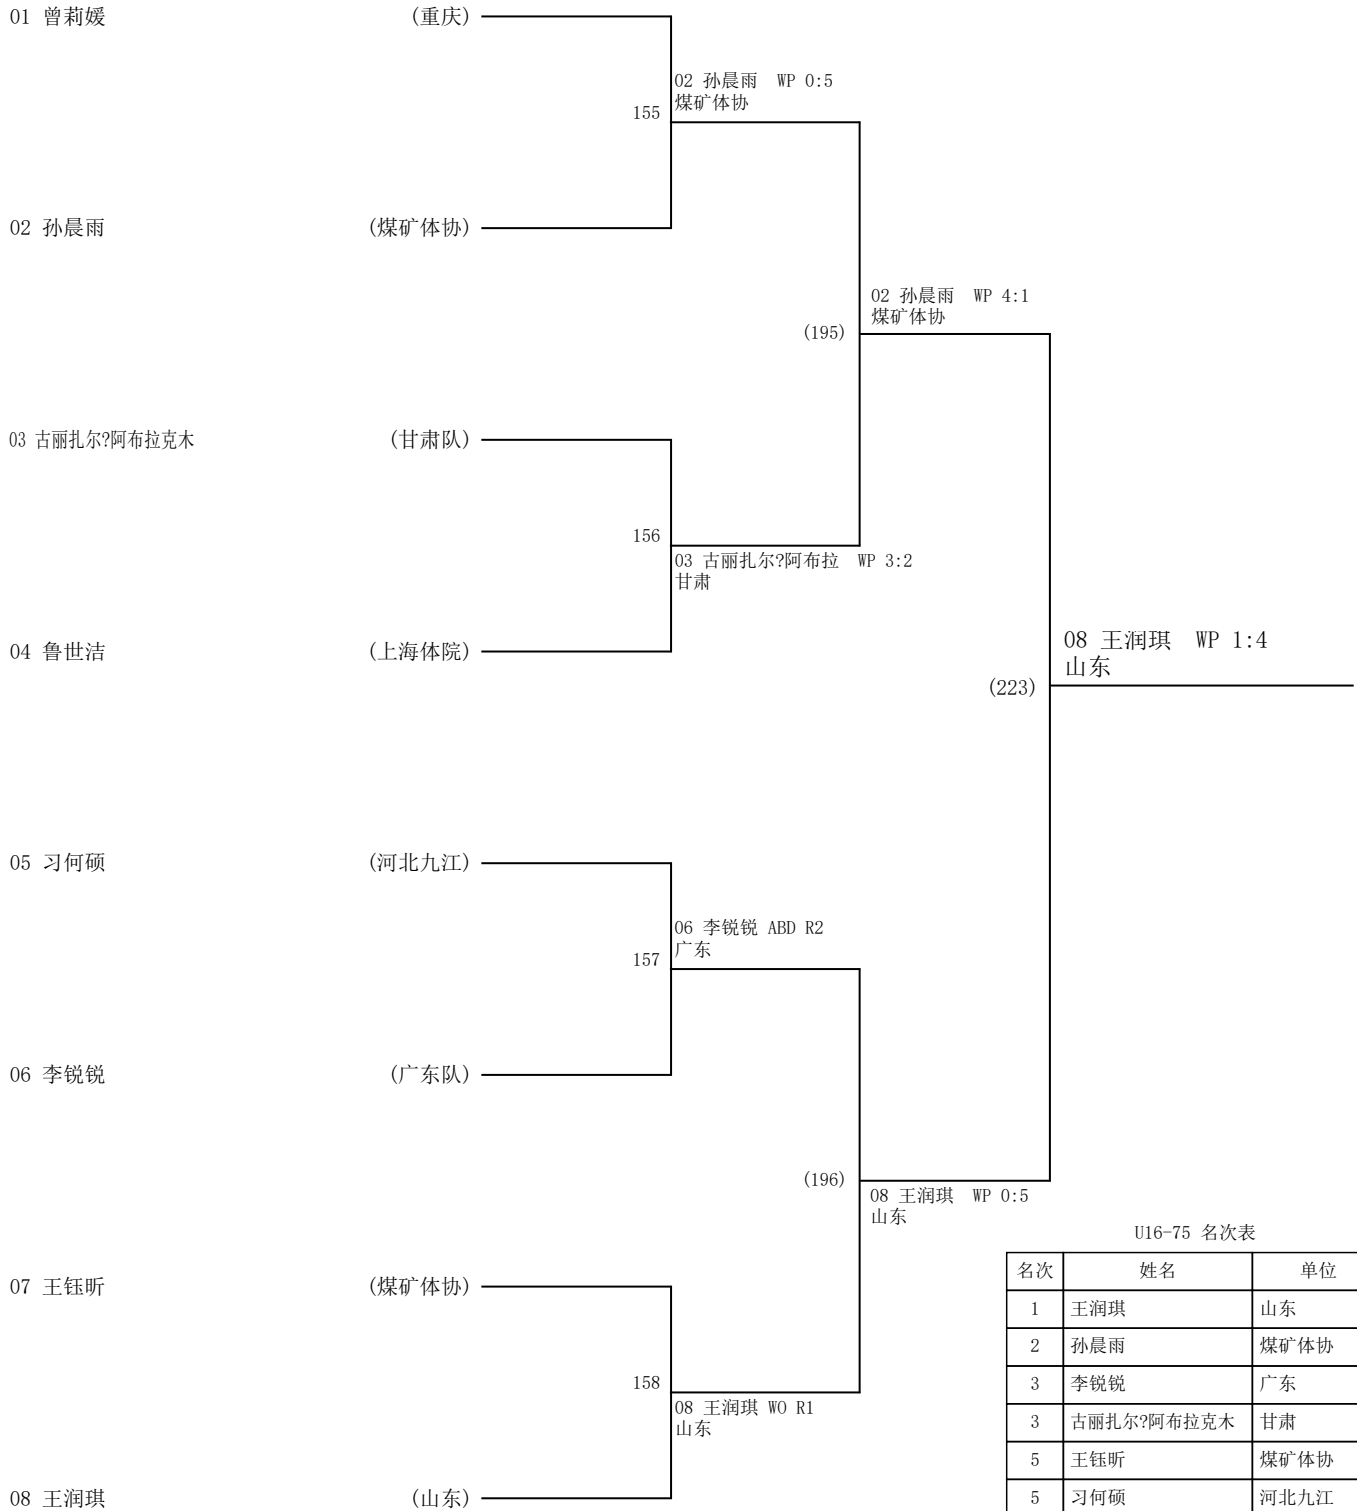 01 曾莉媛 (重庆)
02 孙晨雨 WP 0:5
煤矿体协
155
02 孙晨雨 (煤矿体协)
02 孙晨雨 WP 4:1
煤矿体协
(195)
03 古丽扎尔?阿布拉克木 (甘肃队)
156
03 古丽扎尔?阿布拉 WP 3:2
甘肃
04 鲁世洁 (上海体院)
08 王润琪 WP 1:4
山东
(223)
05 习何硕 (河北九江)
06 李锐锐 ABD R2
广东
157
06 李锐锐 (广东队)
(196)
08 王润琪 WP 0:5
山东
07 王钰昕 (煤矿体协)
158
08 王润琪 WO R1
山东
08 王润琪 (山东)
U16-75 名次表
名次 姓名 单位
1 王润琪 山东
2 孙晨雨 煤矿体协
3 李锐锐 广东
3 古丽扎尔?阿布拉克木 甘肃
5 王钰昕 煤矿体协
5 习何硕 河北九江